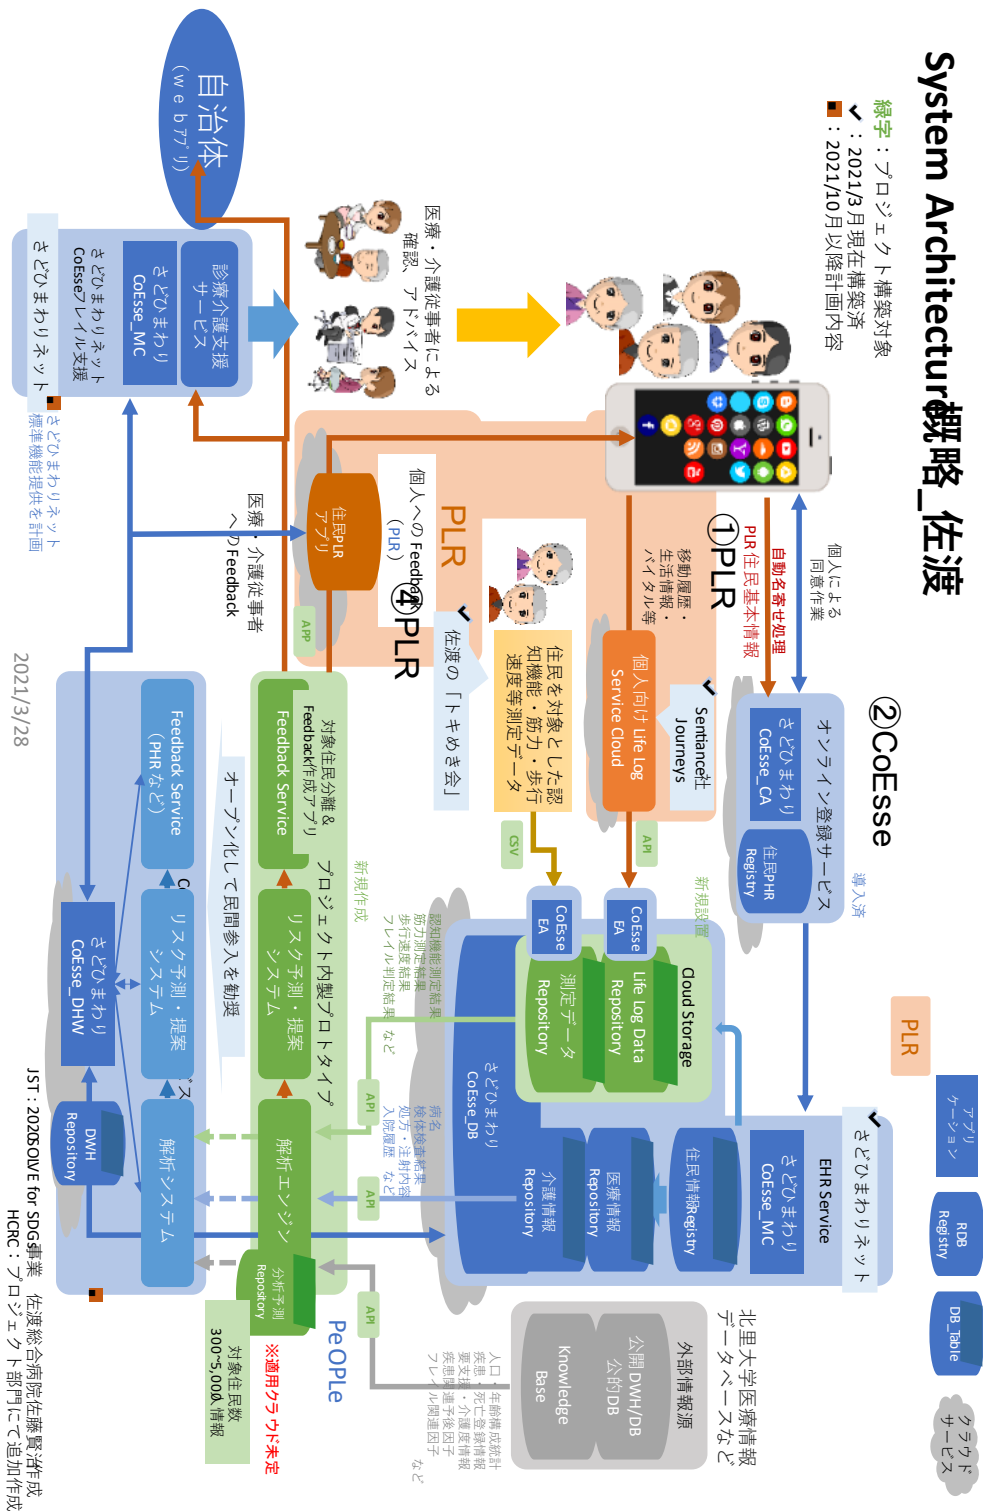 System Architecture概略_佐渡
緑字：プロジェクト構築対象
✔：2021/3月現在構築済
■：2021/10月以降計画内容
PLR
アプリ
ケーション
RDB
Registry
DB_Table
クラウド
サービス
②CoEsse
個人による
同意作業
自動名寄せ処理
PLR 住民基本情報
①PLR
オンライン登録サービス
さどひまわり
CoEsse_CA
住民PHR
Registry
導入済
さどひまわりネット
EHR Service
さどひまわり
CoEsse_MC
住民情報
Registry
医療情報
Repository
介護情報
Repository
さどひまわり
CoEsse_DB
新規設置
Cloud Storage
CoEsse
EA
Life Log Data
Repository
CoEsse
EA
測定データ
Repository
移動履歴・
生活情報・
バイタル等
Sentiance社
Journeys
個人向け Life Log
Service Cloud
API
PLR
佐渡の「トキめき会」
住民を対象とした認
知機能・筋力・歩行
速度等測定データ
CSV
医療・介護従事者による
確認、アドバイス
個人への Feedback
（PLR）
④PLR
住民PLR
アプリ
APP
自治体
（ｗｅｂアプリ）
診療介護支援
サービス
さどひまわり
CoEsse_MC
さどひまわりネット
CoEsseフレイル支援
さどひまわりネット
さどひまわりネット
標準機能提供を計画
医療・介護従事者
へのFeedback
認知機能測定結果
筋力測定結果
歩行速度結果
フレイル判定結果 など
API
病名
検体検査結果
処方・注射内容
入院履歴 など
API
新規作成
対象住民分離＆
Feedback作成アプリ
プロジェクト内製プロトタイプ
Feedback Service
リスク予測・提案
システム
解析エンジン
分析予測
Repository
オープン化して民間参入を勧奨
Feedback Service
（PHRなど）
リスク予測・提案
システム
解析システム
さどひまわり
CoEsse_DHW
DWH
Repository
北里大学医療情報
データベースなど
外部情報源
公開DWH/DB
公的DB
Knowledge
Base
人口・年齢構成統計
疾患・死亡登録情報
要支援・介護度情報
疾患関連予後因子
フレイル関連因子 など
API
PeOPLe
※適用クラウド未定
対象住民数
300~5,000人情報
2021/3/28
JST：2020SOLVE for SDGs事業 佐渡総合病院佐藤賢治作成
HCRC：プロジェクト部門にて追加作成